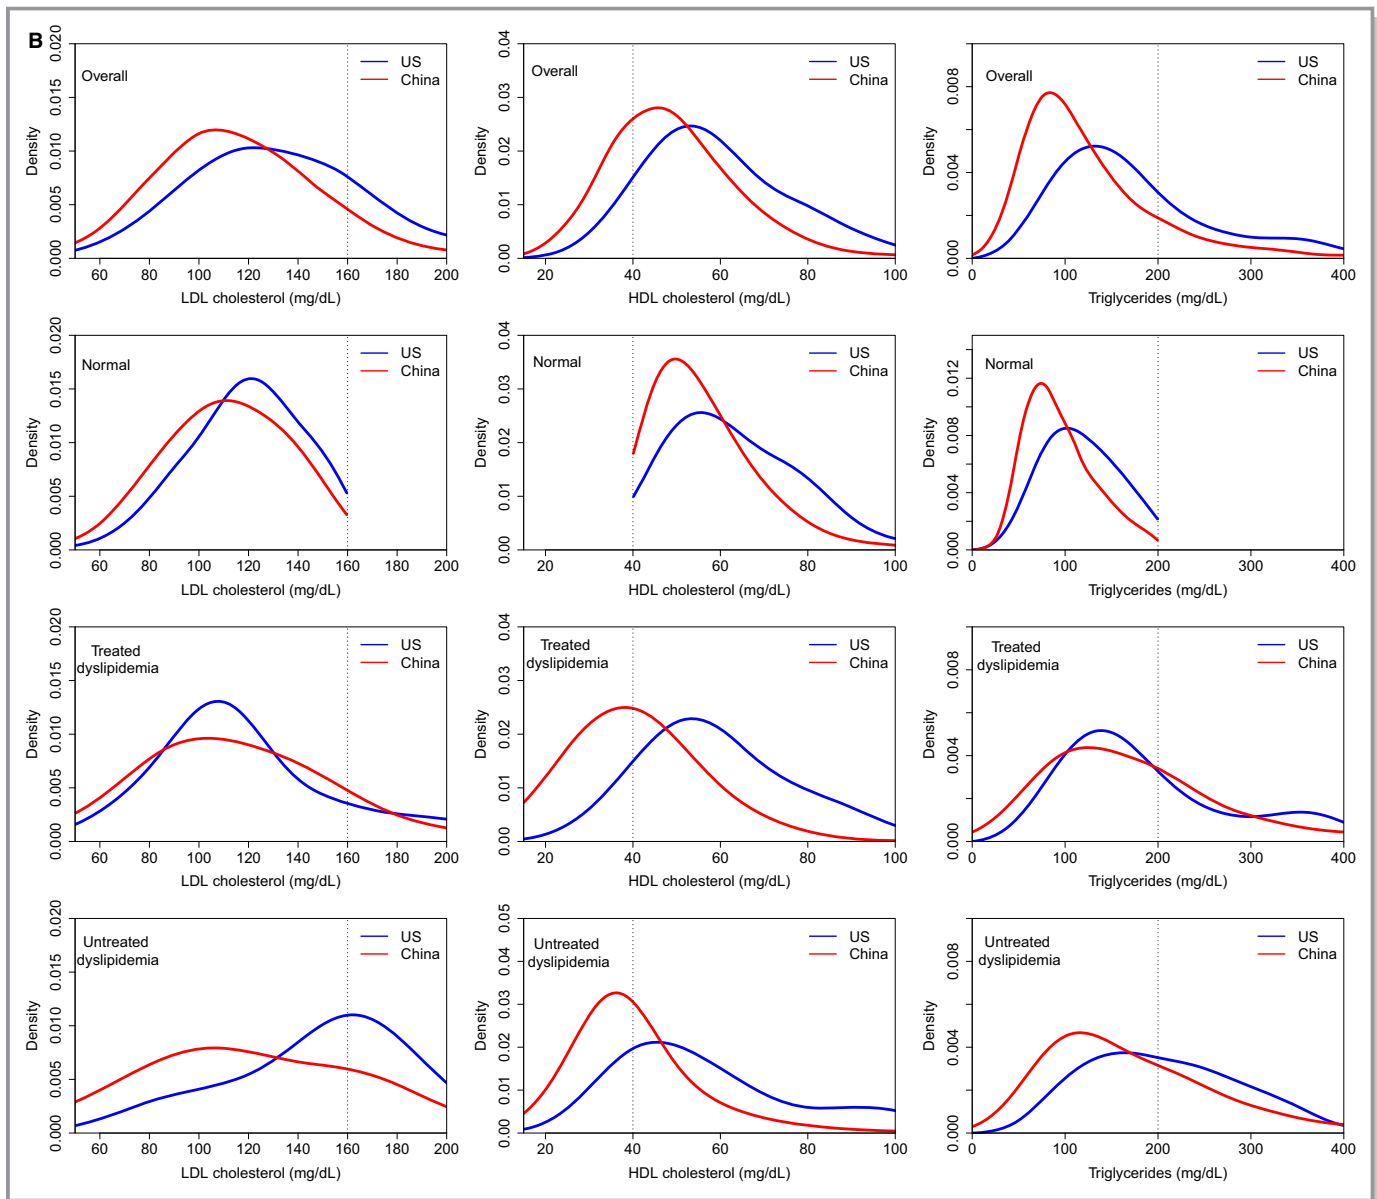 B
Overall
US
China
Density
0.000 0.005 0.010 0.015 0.020
60 80 100 120 140 160 180 200
LDL cholesterol (mg/dL)
Overall
US
China
Density
0.00 0.01 0.02 0.03 0.04
20 40 60 80 100
HDL cholesterol (mg/dL)
Overall
US
China
Density
0.000 0.004 0.008
0 100 200 300 400
Triglycerides (mg/dL)
Normal
US
China
Density
0.000 0.005 0.010 0.015 0.020
60 80 100 120 140 160 180 200
LDL cholesterol (mg/dL)
Normal
US
China
Density
0.00 0.01 0.02 0.03 0.04
20 40 60 80 100
HDL cholesterol (mg/dL)
Normal
US
China
Density
0.000 0.004 0.008 0.012
0 100 200 300 400
Triglycerides (mg/dL)
Treated
dyslipidemia
US
China
Density
0.000 0.005 0.010 0.015 0.020
60 80 100 120 140 160 180 200
LDL cholesterol (mg/dL)
Treated
dyslipidemia
US
China
Density
0.00 0.01 0.02 0.03 0.04
20 40 60 80 100
HDL cholesterol (mg/dL)
Treated
dyslipidemia
US
China
Density
0.000 0.004 0.008
0 100 200 300 400
Triglycerides (mg/dL)
Untreated
dyslipidemia
US
China
Density
0.000 0.005 0.010 0.015 0.020
60 80 100 120 140 160 180 200
LDL cholesterol (mg/dL)
Untreated
dyslipidemia
US
China
Density
0.00 0.01 0.02 0.03 0.04 0.05
20 40 60 80 100
HDL cholesterol (mg/dL)
Untreated
dyslipidemia
US
China
Density
0.000 0.004 0.008
0 100 200 300 400
Triglycerides (mg/dL)